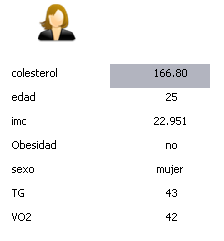 colesterol 166.80
edad 25
imc 22.951
Obesidad no
sexo mujer
TG 43
VO2 42